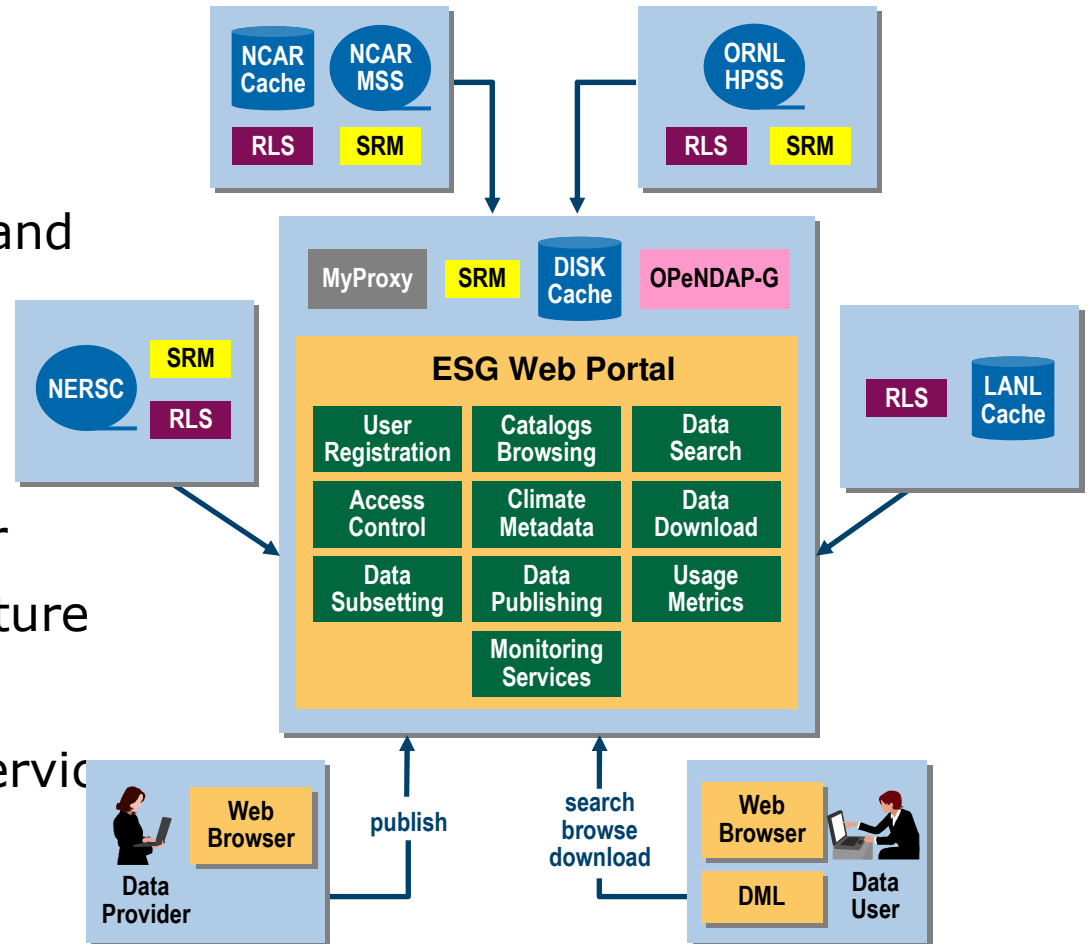 NCAR
Cache
NCAR
MSS
RLS
SRM
ORNL
HPSS
RLS
SRM
and
MyProxy
SRM
DISK
Cache
OPeNDAP-G
NERSC
SRM
RLS
ESG Web Portal
User
Registration
Catalogs
Browsing
Data
Search
Access
Control
Climate
Metadata
Data
Download
Data
Subsetting
Data
Publishing
Usage
Metrics
Monitoring
Services
RLS
LANL
Cache
r
ture
ervic
Data
Provider
Web
Browser
publish
search
browse
download
Web
Browser
DML
Data
User